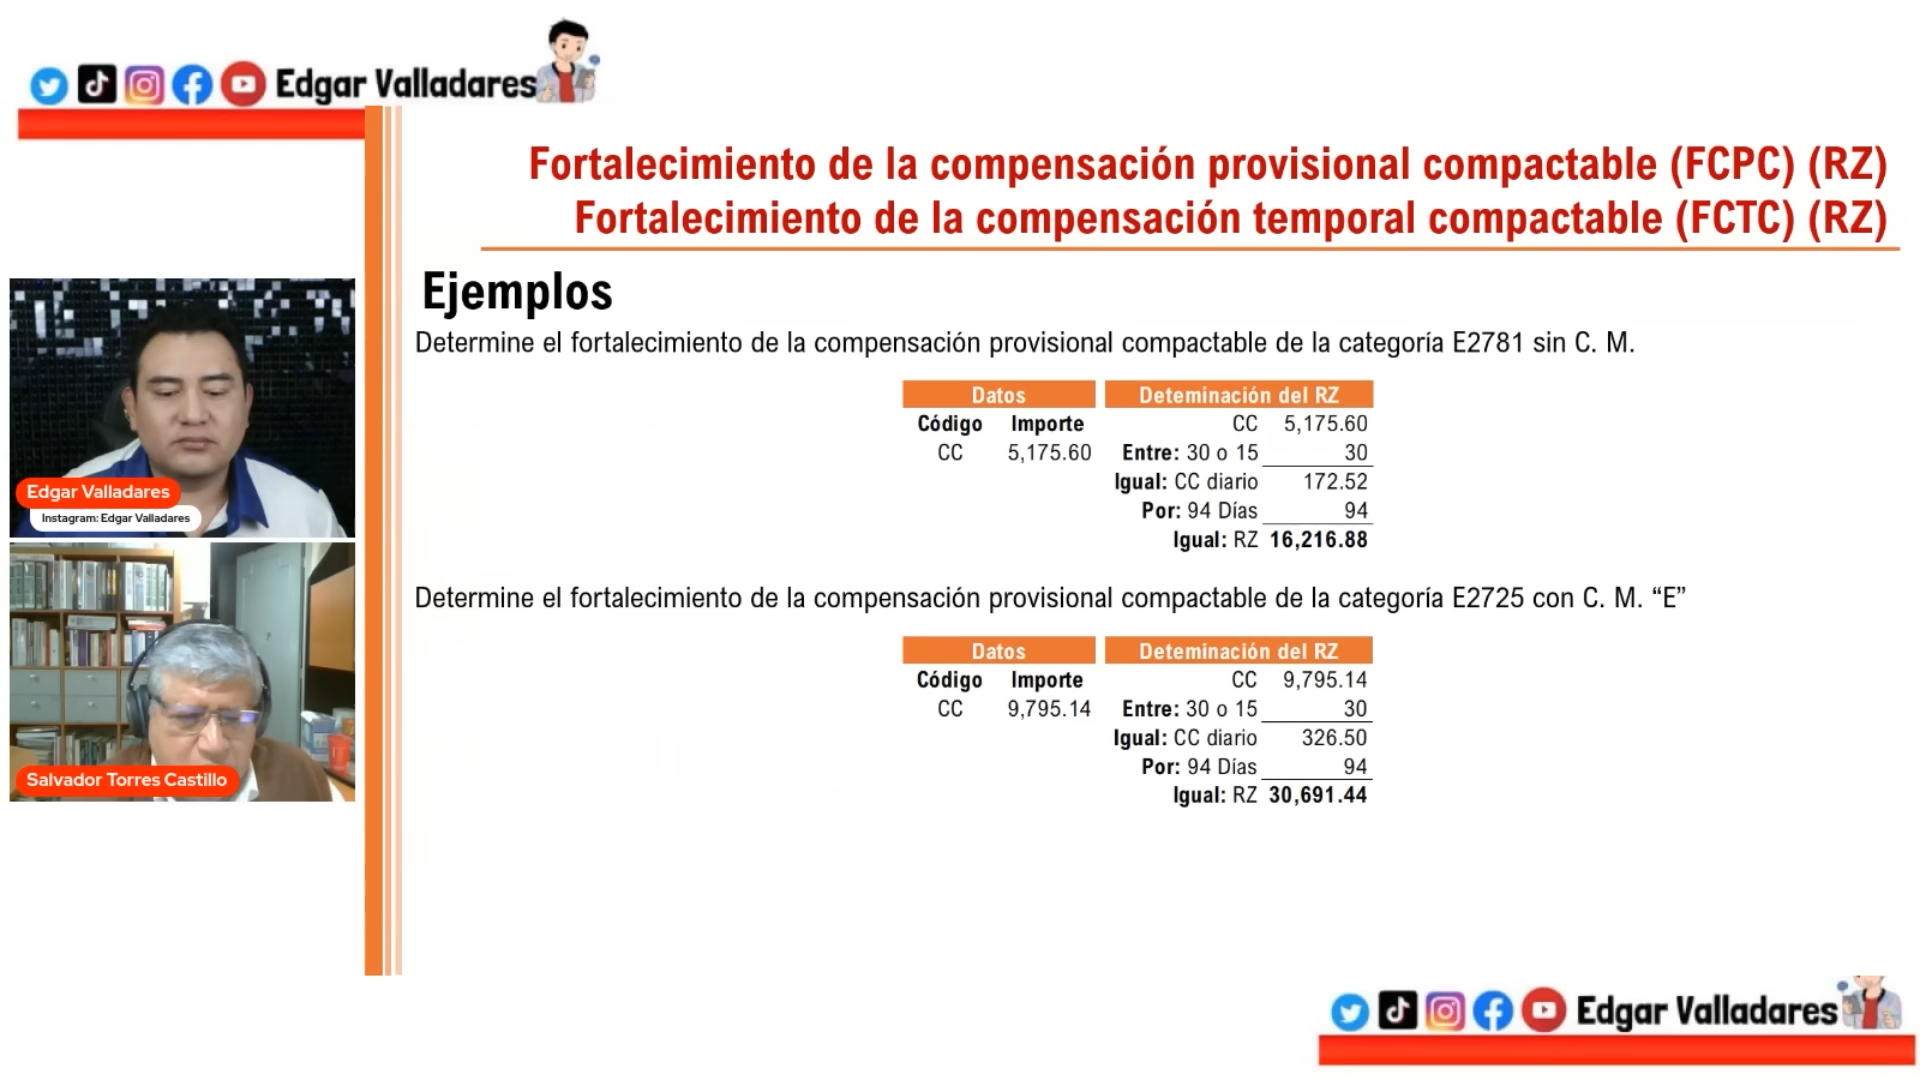 Edgar Valladares
Fortalecimiento de la compensación provisional compactable (FCPC) (RZ)
Fortalecimiento de la compensación temporal compactable (FCTC) (RZ)
Ejemplos
Determine el fortalecimiento de la compensación provisional compactable de la categoría E2781 sin C. M.
Datos Deteminación del RZ
Código Importe CC 5,175.60
CC 5,175.60 Entre: 30 o 15 30
Igual: CC diario 172.52
Por: 94 Días 94
Igual: RZ 16,216.88
Edgar Valladares
Instagram: Edgar Valladares
Determine el fortalecimiento de la compensación provisional compactable de la categoría E2725 con C. M. “E”
Datos Deteminación del RZ
Código Importe CC 9,795.14
CC 9,795.14 Entre: 30 o 15 30
Igual: CC diario 326.50
Por: 94 Días 94
Igual: RZ 30,691.44
Salvador Torres Castillo
Edgar Valladares